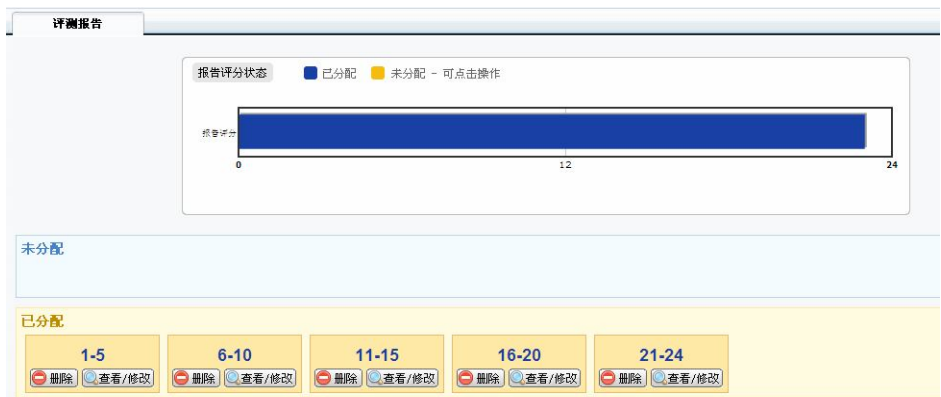 评测报告
报告评分状态 已分配 未分配 - 可点击操作
报告评分
0 12 24
未分配
已分配
1-5 6-10 11-15 16-20 21-24
删除 查看/修改 删除 查看/修改 删除 查看/修改 删除 查看/修改 删除 查看/修改